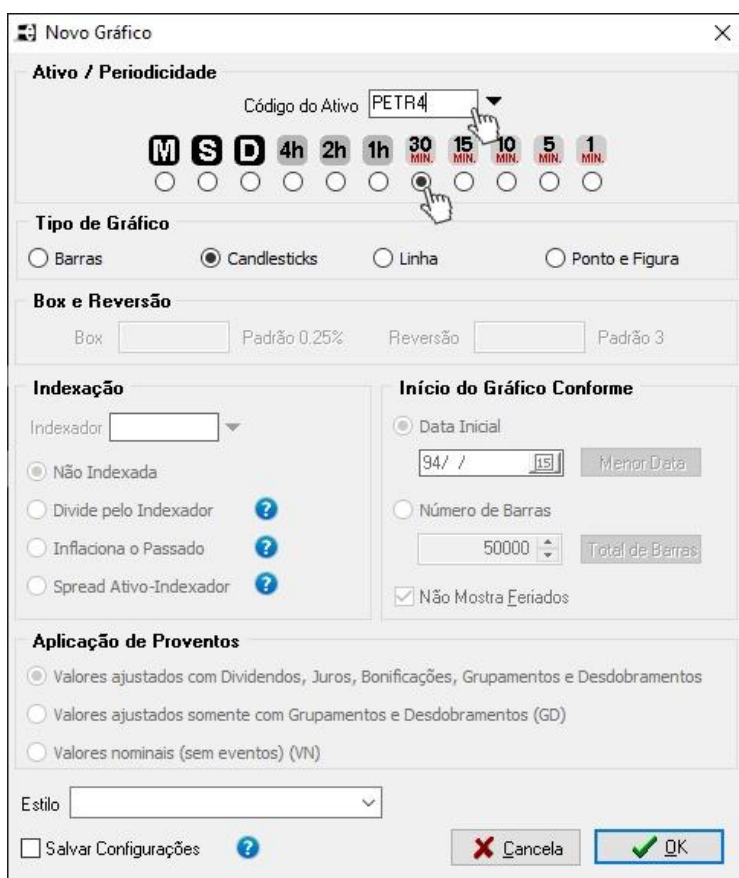 Novo Gráfico
Ativo / Periodicidade
Código do Ativo PETR4
M S D 4h 2h 1h 30 MIN. 15 MIN. 10 MIN. 5 MIN. 1 MIN.
Tipo de Gráfico
Barras Candlesticks Linha Ponto e Figura
Box e Reversão
Box Padrão 0,25% Reversão Padrão 3
Indexação
Indexador
Não Indexada
Divide pelo Indexador ?
Inflaciona o Passado ?
Spread Ativo-Indexador ?
Início do Gráfico Conforme
Data Inicial
94/ / 15 Menor Data
Número de Barras
50000 Total de Barras
Não Mostra Feriados
Aplicação de Proventos
Valores ajustados com Dividendos, Juros, Bonificações, Grupamentos e Desdobramentos
Valores ajustados somente com Grupamentos e Desdobramentos (GD)
Valores nominais (sem eventos) (VN)
Estilo
Salvar Configurações ? Cancela OK